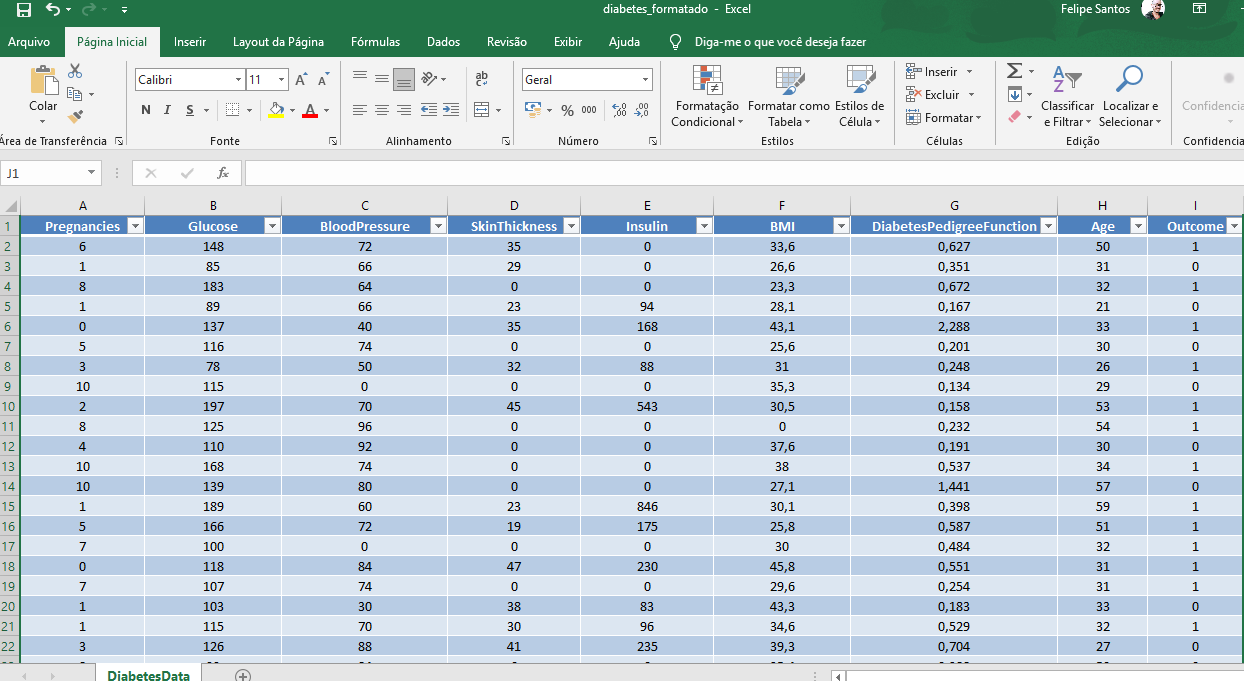 diabetes_formatado - Excel
Felipe Santos
Arquivo Página Inicial Inserir Layout da Página Fórmulas Dados Revisão Exibir Ajuda Diga-me o que você deseja fazer
Colar
Calibri 11
N I S
A A
ab
Geral
% 000
Formatação Condicional
Formatar como Tabela
Estilos de Célula
Inserir
Excluir
Formatar
Classificar e Filtrar
Localizar e Selecionar
Área de Transferência Fonte Alinhamento Número Estilos Células Edição
J1 fx
A B C D E F G H I
1 Pregnancies Glucose BloodPressure SkinThickness Insulin BMI DiabetesPedigreeFunction Age Outcome
2 6 148 72 35 0 33,6 0,627 50 1
3 1 85 66 29 0 26,6 0,351 31 0
4 8 183 64 0 0 23,3 0,672 32 1
5 1 89 66 23 94 28,1 0,167 21 0
6 0 137 40 35 168 43,1 2,288 33 1
7 5 116 74 0 0 25,6 0,201 30 0
8 3 78 50 32 88 31 0,248 26 1
9 10 115 0 0 0 35,3 0,134 29 0
10 2 197 70 45 543 30,5 0,158 53 1
11 8 125 96 0 0 0 0,232 54 1
12 4 110 92 0 0 37,6 0,191 30 0
13 10 168 74 0 0 38 0,537 34 1
14 10 139 80 0 0 27,1 1,441 57 0
15 1 189 60 23 846 30,1 0,398 59 1
16 5 166 72 19 175 25,8 0,587 51 1
17 7 100 0 0 0 30 0,484 32 1
18 0 118 84 47 230 45,8 0,551 31 1
19 7 107 74 0 0 29,6 0,254 31 1
20 1 103 30 38 83 43,3 0,183 33 0
21 1 115 70 30 96 34,6 0,529 32 1
22 3 126 88 41 235 39,3 0,704 27 0
DiabetesData